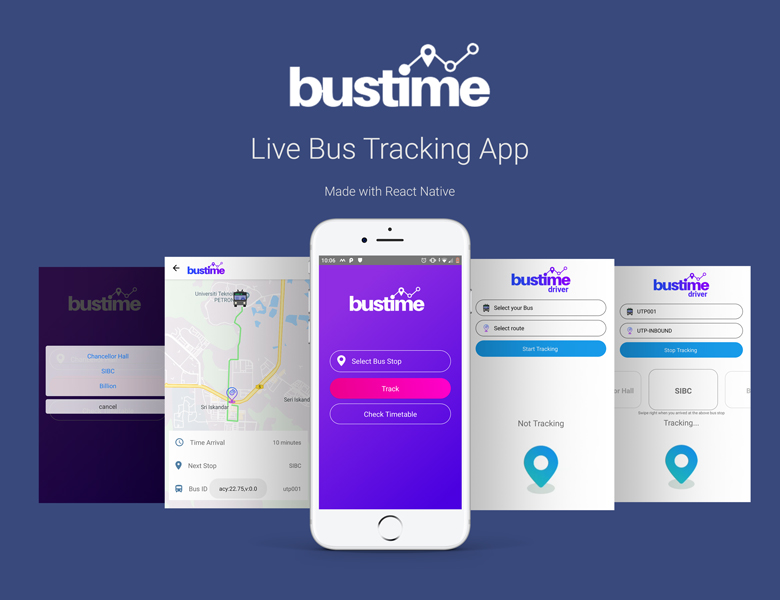 bustime
Live Bus Tracking App
Made with React Native
bustime
Chancellor Hall
SIBC
Billion
cancel
bustime
Universiti Tekno
PETRON
Sri Iskandar
Seri Iskand
8
Time Arrival 10 minutes
Next Stop SIBC
Bus ID acy:22.75,v:0.0 utp001
10:06
bustime
Select Bus Stop
Track
Check Timetable
bustime
driver
Select your Bus
Select route
Start Tracking
Not Tracking
bustime
driver
UTP001
UTP-INBOUND
Stop Tracking
or Hall SIBC B
Swipe right when you arrived at the above bus stop
Tracking...